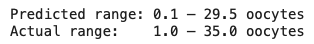 Predicted range: 0.1 – 29.5 oocytes
Actual range: 1.0 – 35.0 oocytes